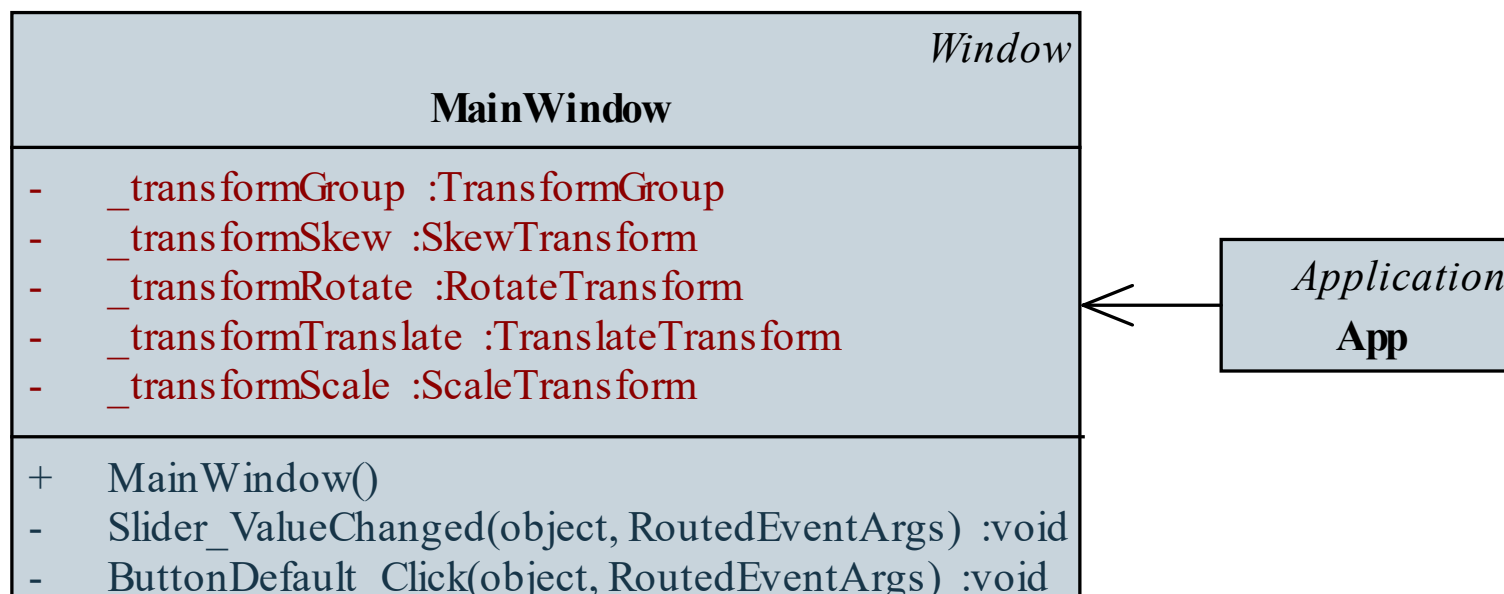 Window
MainWindow
- _transformGroup :TransformGroup
- _transformSkew :SkewTransform
- _transformRotate :RotateTransform
- _transformTranslate :TranslateTransform
- _transformScale :ScaleTransform
+ MainWindow()
- Slider_ValueChanged(object, RoutedEventArgs) :void
- ButtonDefault_Click(object, RoutedEventArgs) :void
Application
App